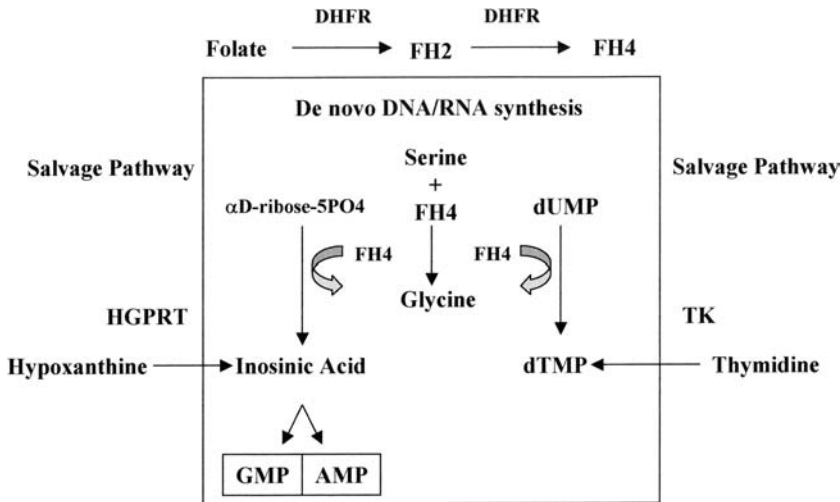 DHFR DHFR
Folate FH2 FH4
De novo DNA/RNA synthesis
Salvage Pathway Serine Salvage Pathway
+
αD-ribose-5PO4 FH4 dUMP
FH4 FH4
Glycine
HGPRT TK
Hypoxanthine Inosinic Acid dTMP Thymidine
GMP AMP